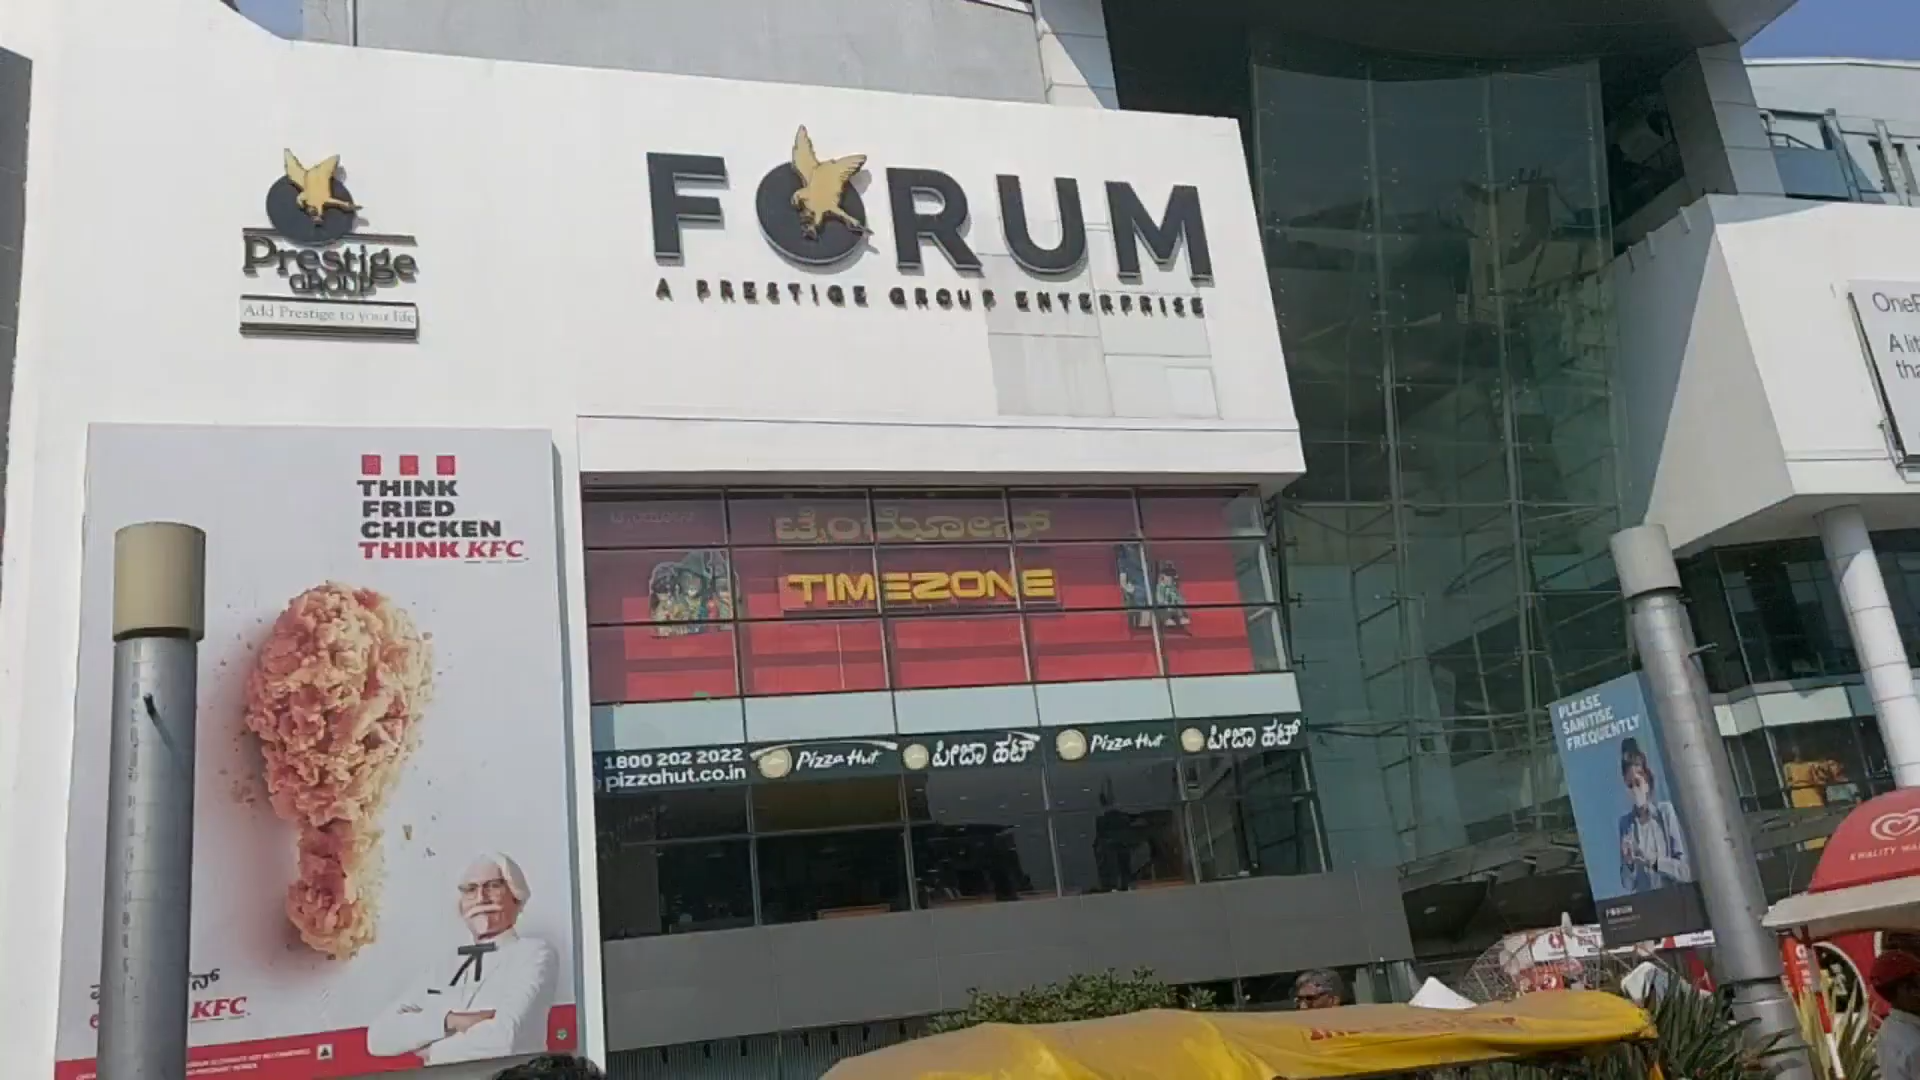 Prestige
GROUP
Add Prestige to your life
FORUM
A PRESTIGE GROUP ENTERPRISE
THINK
FRIED
CHICKEN
THINK KFC
KFC
ಟೈಂಝೋನ್
TIMEZONE
1800 202 2022
pizzahut.co.in
Pizza Hut
ಪೀಜಾ ಹಟ್
Pizza Hut
ಪೀಜಾ ಹಟ್
PLEASE
SANITISE
FREQUENTLY
FORUM
A
KWALITY